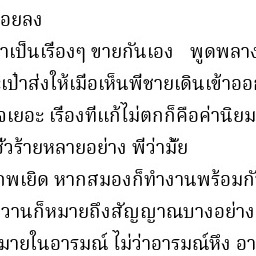 อยลง
าเป็นเรื่องๆ ขายกันเอง พูดพลาง
ะเป๋าส่งให้เมื่อเห็นพี่ชายเดินเข้าออก
จเยอะ เรื่องที่แก้ไม่ตกก็คือค่านิยม
ชั่วร้ายหลายอย่าง พี่ว่ามั้ย
าพเยิด หากสมองก็ทำงานพร้อมกั
วานก็หมายถึงสัญญาณบางอย่าง
มายในอารมณ์ ไม่ว่าอารมณ์หึง อา